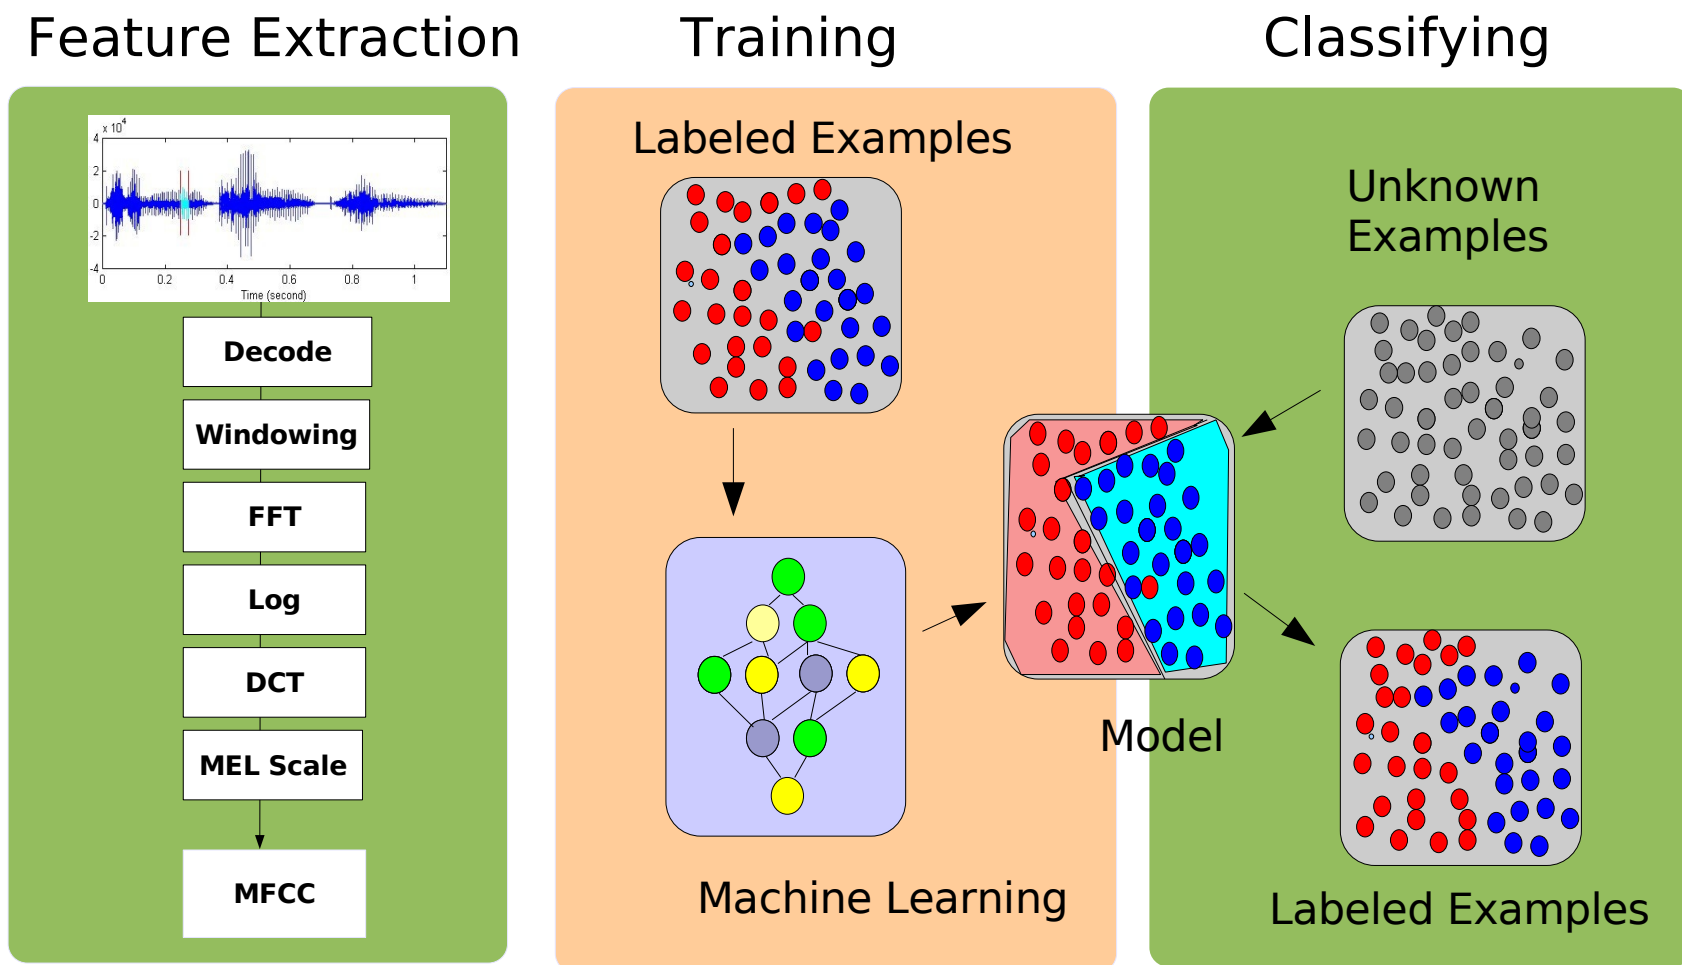 Feature Extraction
Training
Classifying
x 10^4
4
2
0
-2
-4
0
0.2
0.4
0.6
0.8
1
Time (second)
Decode
Windowing
FFT
Log
DCT
MEL Scale
MFCC
Labeled Examples
Machine Learning
Model
Unknown
Examples
Labeled Examples